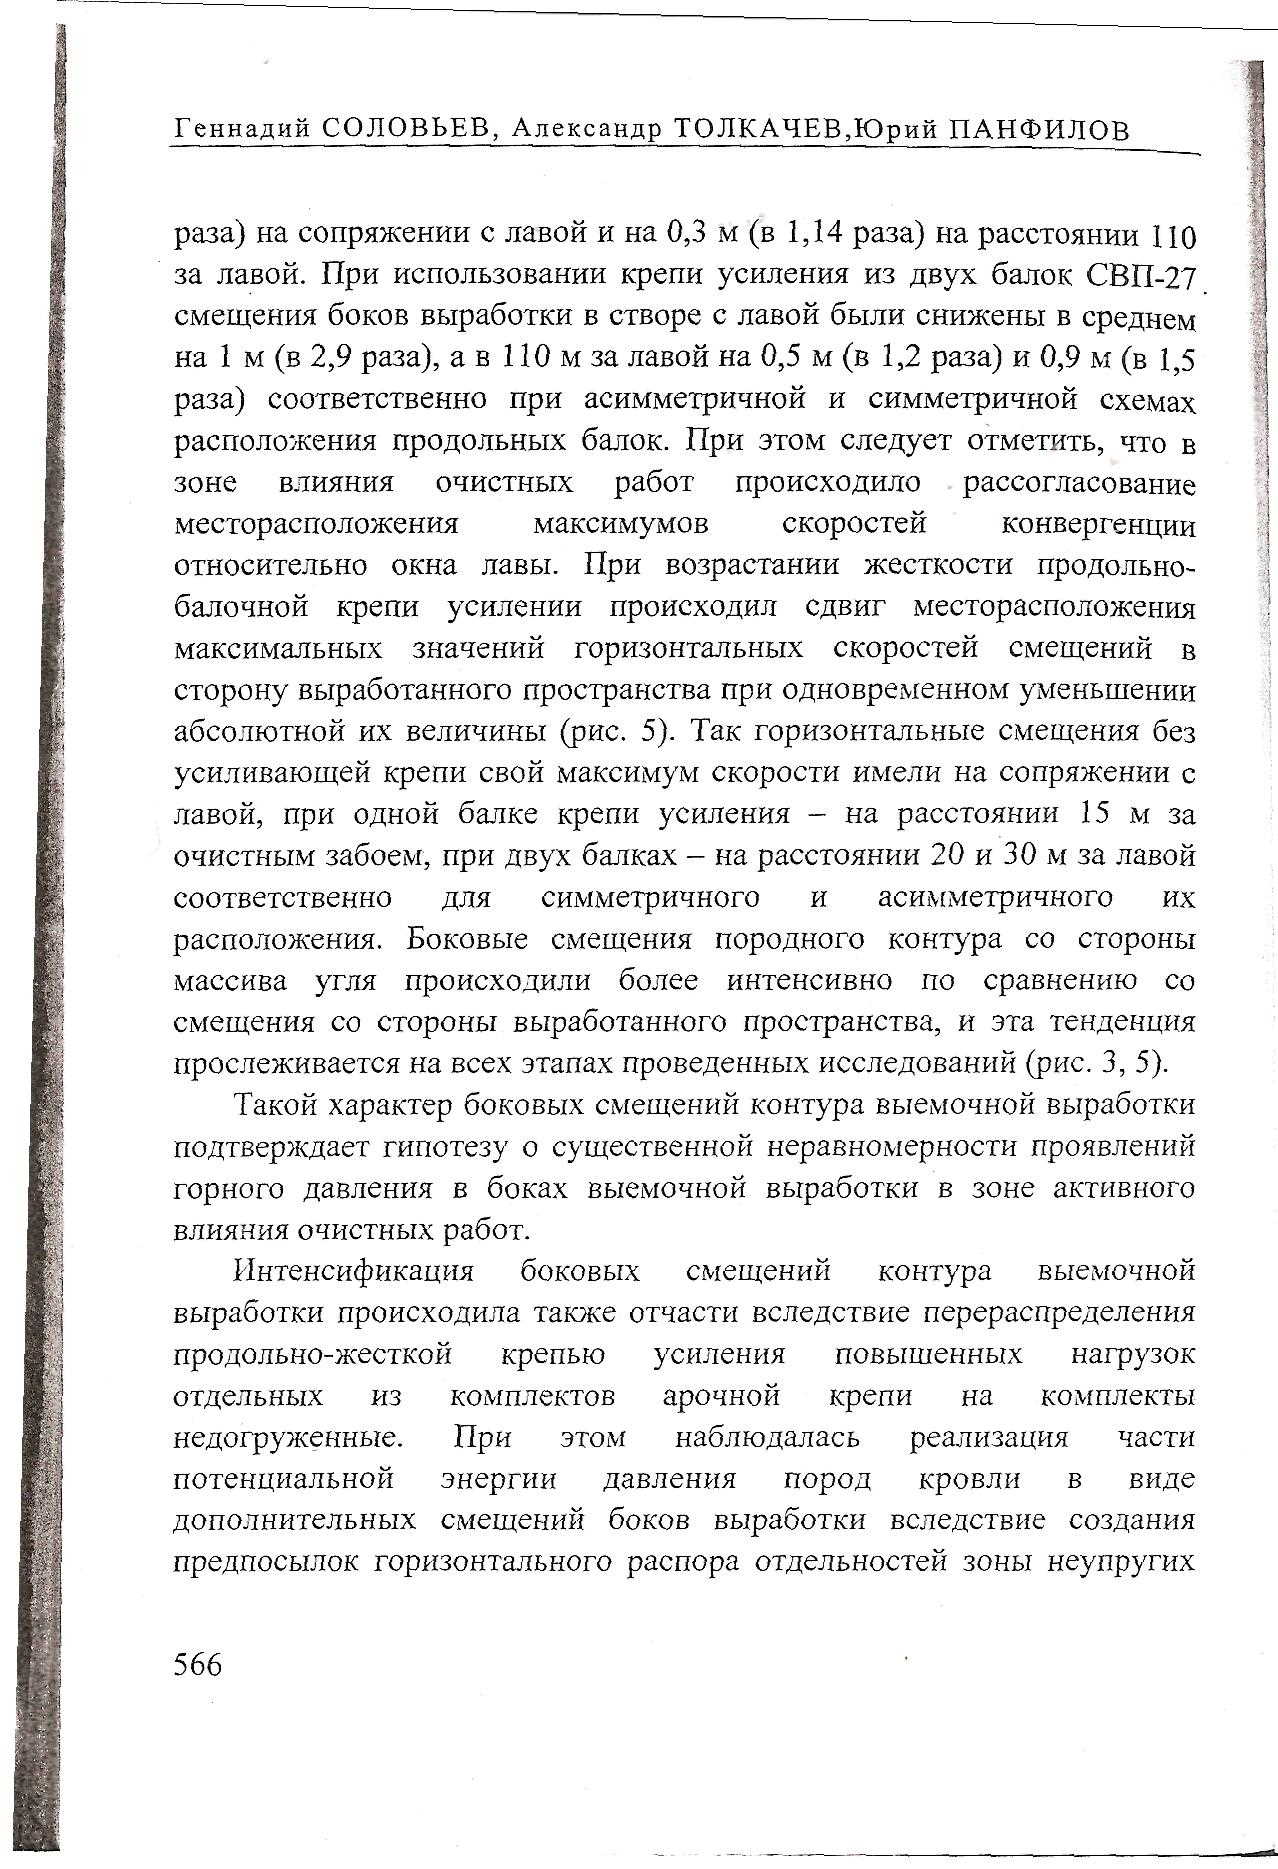 Геннадий СОЛОВЬЕВ, Александр ТОЛКАЧЕВ,Юрий ПАНФИЛОВ
раза) на сопряжении с лавой и на 0,3 м (в 1,14 раза) на расстоянии 110
за лавой. При использовании крепи усиления из двух балок СВП-27
смещения боков выработки в створе с лавой были снижены в среднем
на 1 м (в 2,9 раза), а в 110 м за лавой на 0,5 м (в 1,2 раза) и 0,9 м (в 1,5
раза) соответственно при асимметричной и симметричной схемах
расположения продольных балок. При этом следует отметить, что в
зоне влияния очистных работ происходило рассогласование
месторасположения максимумов скоростей конвергенции
относительно окна лавы. При возрастании жесткости продольно-
балочной крепи усилении происходил сдвиг месторасположения
максимальных значений горизонтальных скоростей смещений в
сторону выработанного пространства при одновременном уменьшении
абсолютной их величины (рис. 5). Так горизонтальные смещения без
усиливающей крепи свой максимум скорости имели на сопряжении с
лавой, при одной балке крепи усиления – на расстоянии 15 м за
очистным забоем, при двух балках – на расстоянии 20 и 30 м за лавой
соответственно для симметричного и асимметричного их
расположения. Боковые смещения породного контура со стороны
массива угля происходили более интенсивно по сравнению со
смещения со стороны выработанного пространства, и эта тенденция
прослеживается на всех этапах проведенных исследований (рис. 3, 5).
Такой характер боковых смещений контура выемочной выработки
подтверждает гипотезу о существенной неравномерности проявлений
горного давления в боках выемочной выработки в зоне активного
влияния очистных работ.
Интенсификация боковых смещений контура выемочной
выработки происходила также отчасти вследствие перераспределения
продольно-жесткой крепью усиления повышенных нагрузок
отдельных из комплектов арочной крепи на комплекты
недогруженные. При этом наблюдалась реализация части
потенциальной энергии давления пород кровли в виде
дополнительных смещений боков выработки вследствие создания
предпосылок горизонтального распора отдельностей зоны неупругих
566